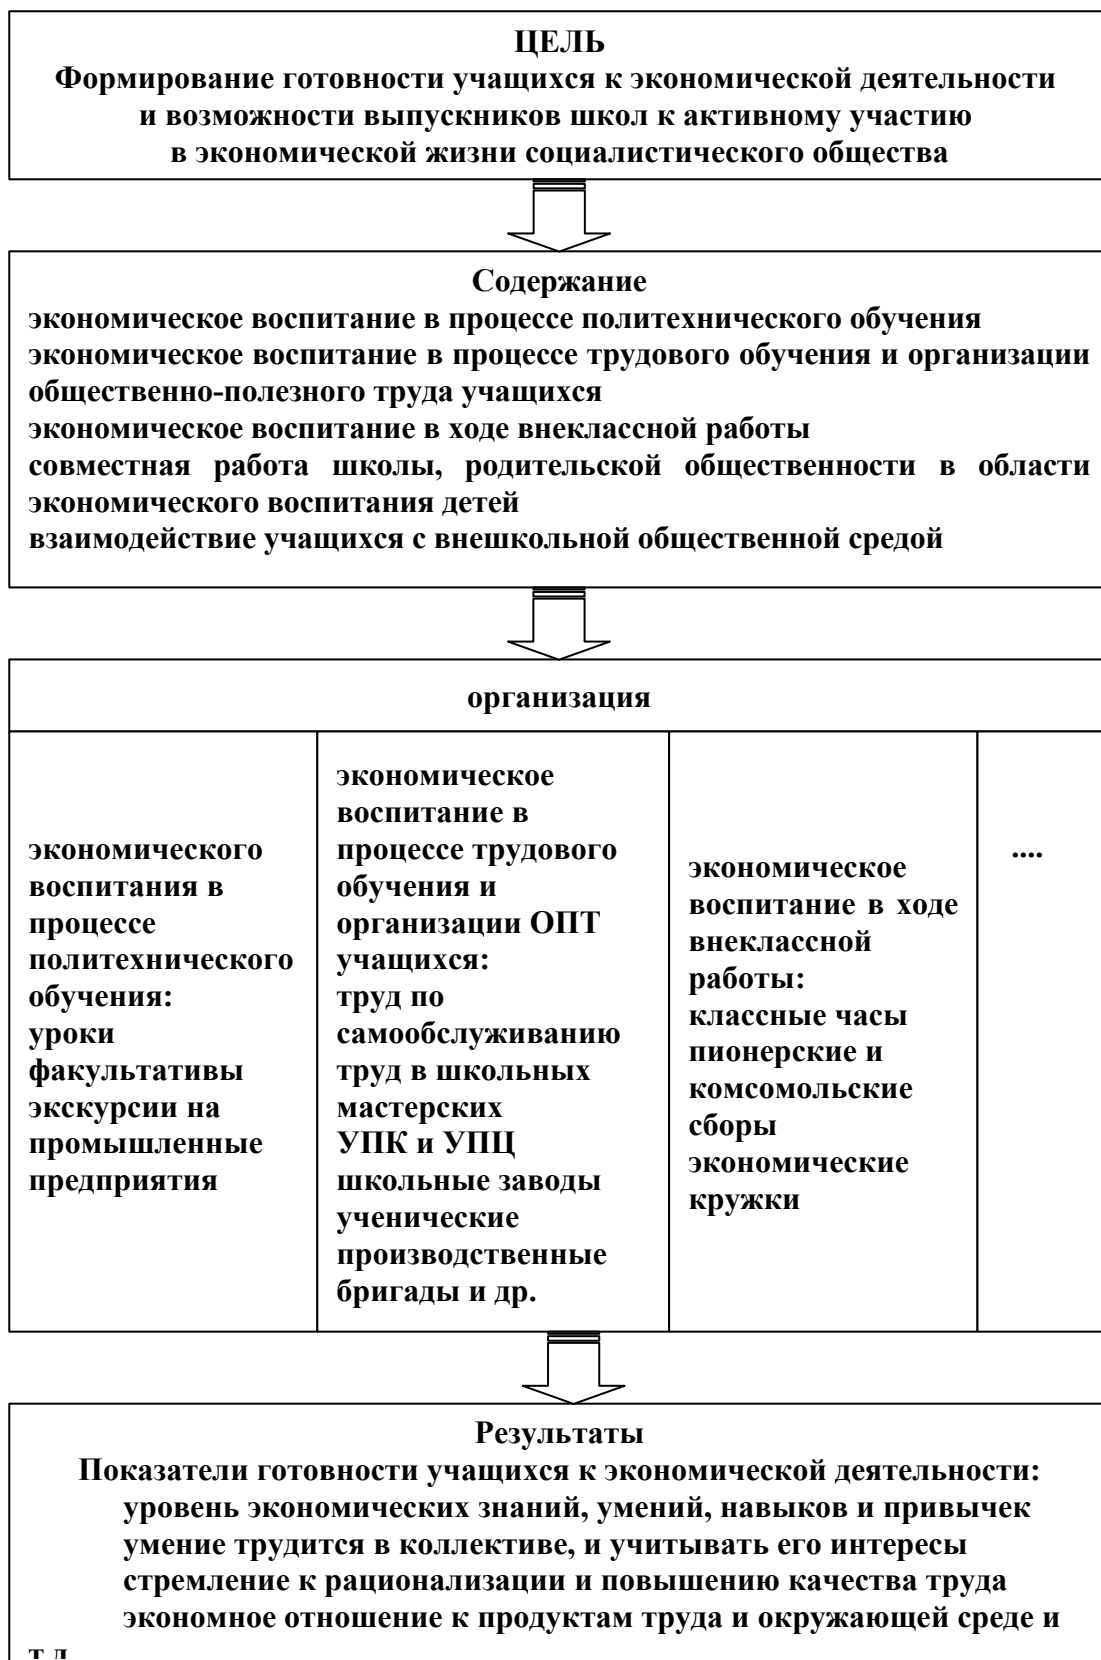 ЦЕЛЬ
Формирование готовности учащихся к экономической деятельности
и возможности выпускников школ к активному участию
в экономической жизни социалистического общества
Содержание
экономическое воспитание в процессе политехнического обучения
экономическое воспитание в процессе трудового обучения и организации
общественно-полезного труда учащихся
экономическое воспитание в ходе внеклассной работы
совместная работа школы, родительской общественности в области
экономического воспитания детей
взаимодействие учащихся с внешкольной общественной средой
организация
экономического
воспитания в
процессе
политехнического
обучения:
уроки
факультативы
экскурсии на
промышленные
предприятия
экономическое
воспитание в
процессе трудового
обучения и
организации ОПТ
учащихся:
труд по
самообслуживанию
труд в школьных
мастерских
УПК и УПЦ
школьные заводы
ученические
производственные
бригады и др.
экономическое
воспитание в ходе
внеклассной
работы:
классные часы
пионерские и
комсомольские
сборы
экономические
кружки
....
Результаты
Показатели готовности учащихся к экономической деятельности:
уровень экономических знаний, умений, навыков и привычек
умение трудится в коллективе, и учитывать его интересы
стремление к рационализации и повышению качества труда
экономное отношение к продуктам труда и окружающей среде и
т.д